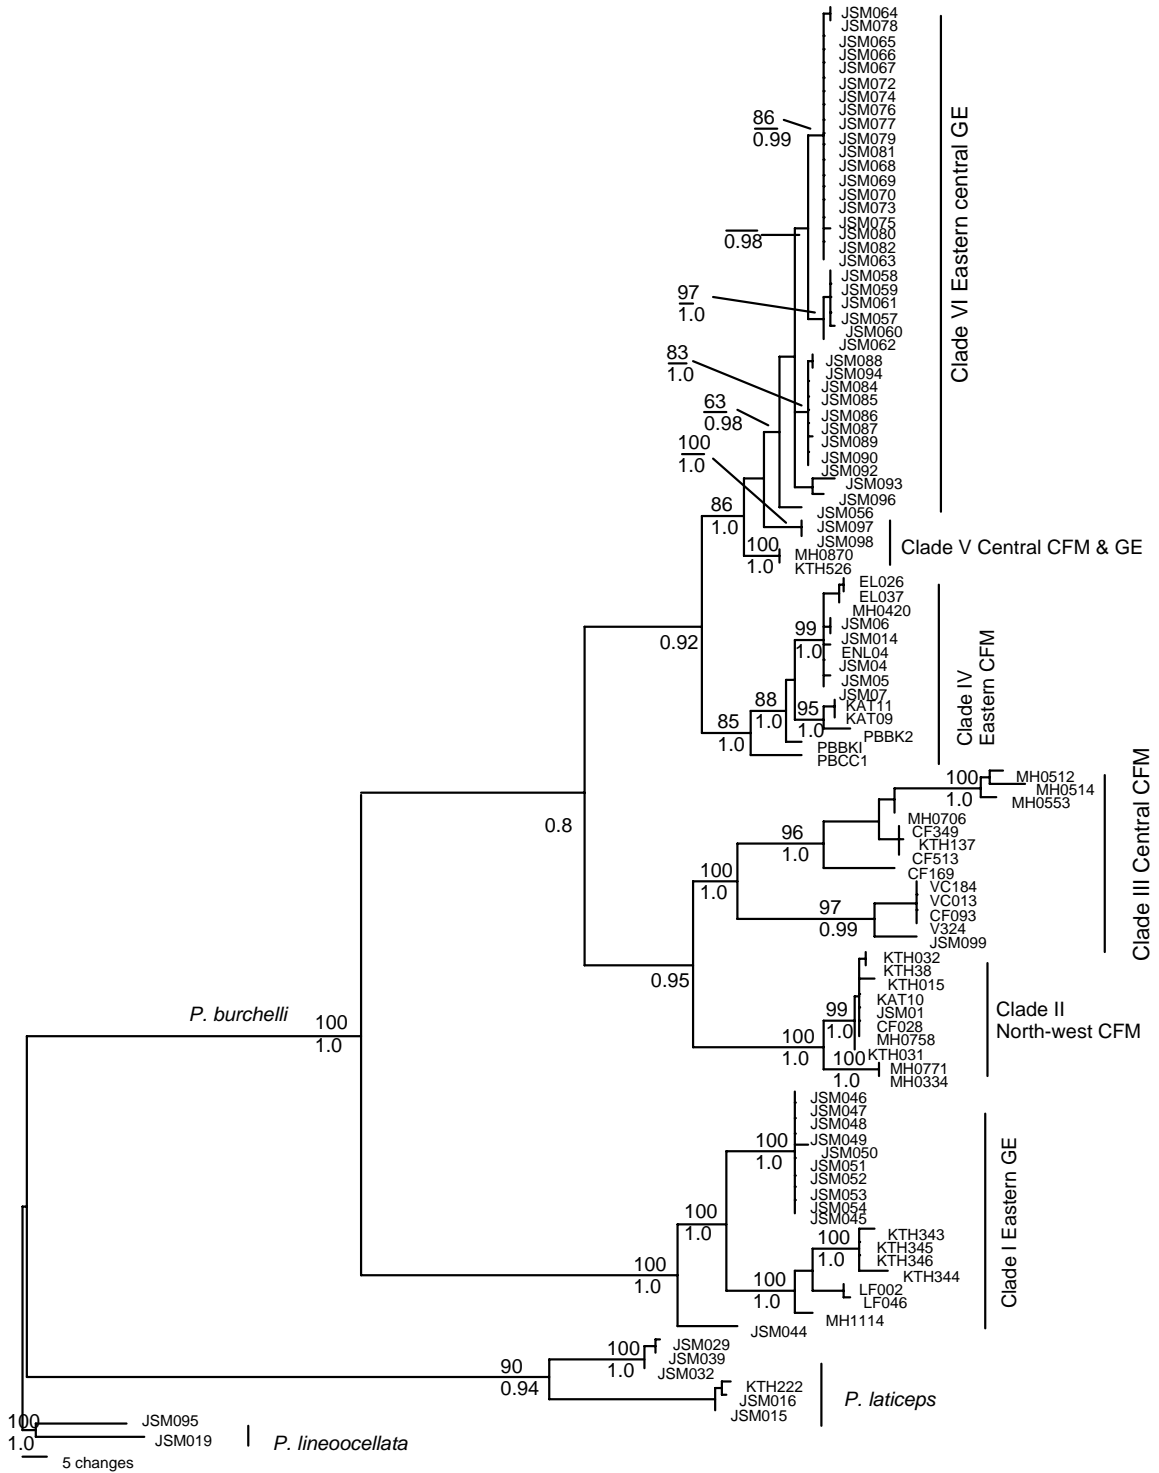 JSM064
JSM078
JSM065
JSM066
JSM067
JSM072
JSM074
JSM076
86
0.99
JSM077
JSM079
JSM081
JSM068
JSM069
JSM070
JSM073
JSM075
0.98
JSM080
JSM082
JSM063
Clade VI Eastern central GE
JSM058
97
1.0
JSM059
JSM061
JSM057
JSM060
JSM062
83
1.0
JSM088
JSM094
JSM084
JSM085
63
0.98
JSM086
JSM087
JSM089
100
1.0
JSM090
JSM092
JSM093
JSM096
86
1.0
JSM056
JSM097
JSM098
Clade V Central CFM & GE
100
1.0
MH0870
KTH526
EL026
EL037
MH0420
99
1.0
JSM06
JSM014
ENL04
JSM04
JSM05
JSM07
0.92
Clade IV
Eastern CFM
88
1.0
95
1.0
KAT11
KAT09
PBBK2
85
1.0
PBBKI
PBCC1
100
1.0
MH0512
MH0514
MH0553
0.8
96
1.0
MH0706
CF349
KTH137
CF513
CF169
100
1.0
VC184
VC013
97
0.99
CF093
V324
JSM099
Clade III Central CFM
0.95
KTH032
KTH38
KTH015
KAT10
99
1.0
JSM01
CF028
MH0758
Clade II
North-west CFM
P. burchelli
100
1.0
100
1.0
KTH031
100
1.0
MH0771
MH0334
JSM046
JSM047
JSM048
100
1.0
JSM049
JSM050
JSM051
JSM052
JSM053
JSM054
JSM045
Clade I Eastern GE
100
1.0
100
1.0
KTH343
KTH345
KTH346
KTH344
100
1.0
100
1.0
LF002
LF046
MH1114
JSM044
100
1.0
JSM029
JSM039
JSM032
90
0.94
KTH222
JSM016
JSM015
P. laticeps
100
1.0
JSM095
JSM019
P. lineoocellata
5 changes